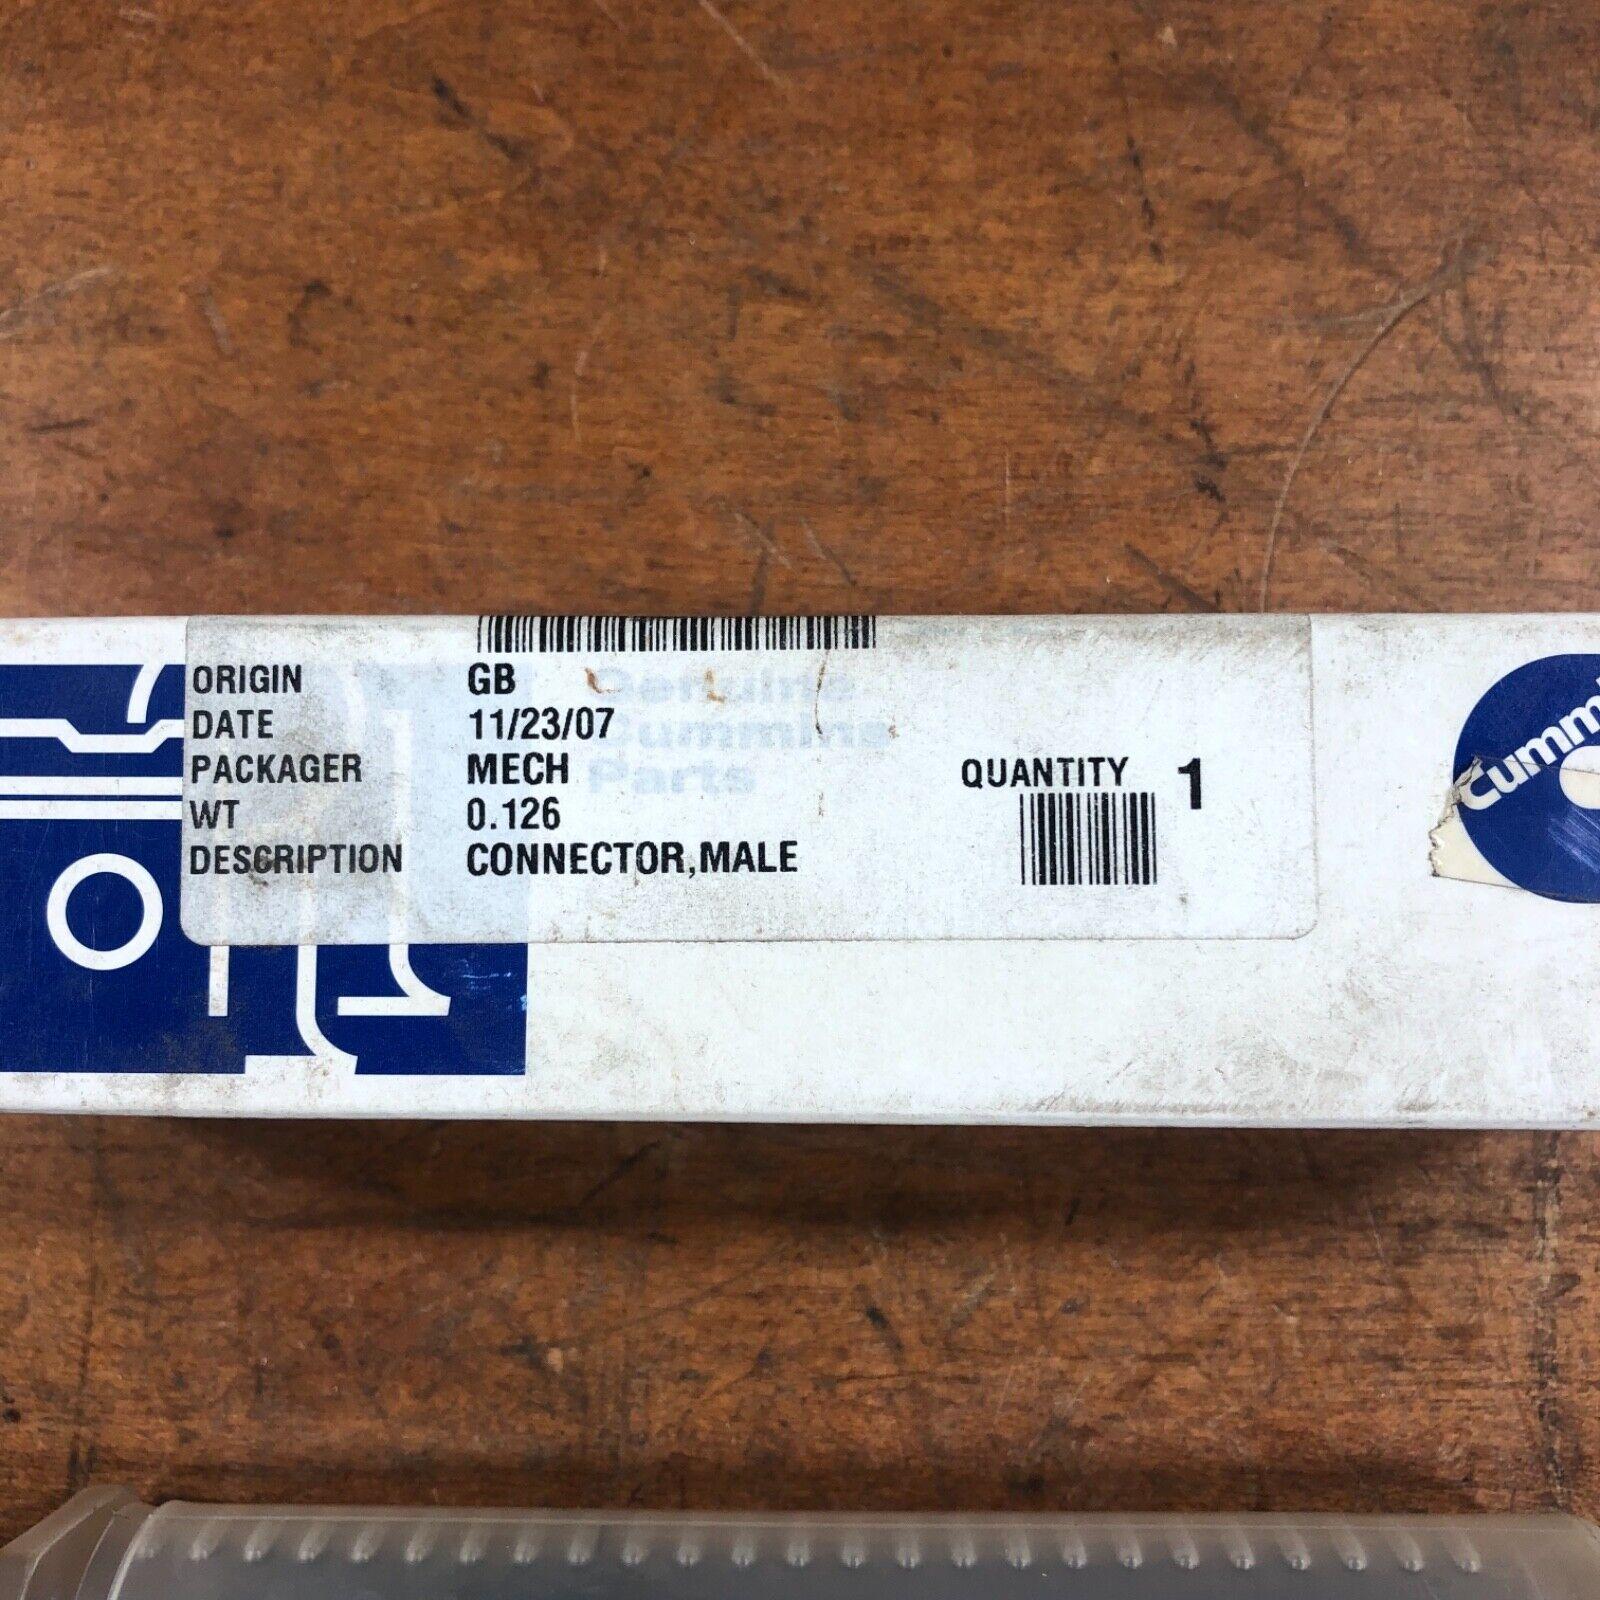 ORIGIN GB
DATE 11/23/07
PACKAGER MECH
WT 0.126
DESCRIPTION CONNECTOR,MALE
QUANTITY 1
Genuine
Cummins
Parts